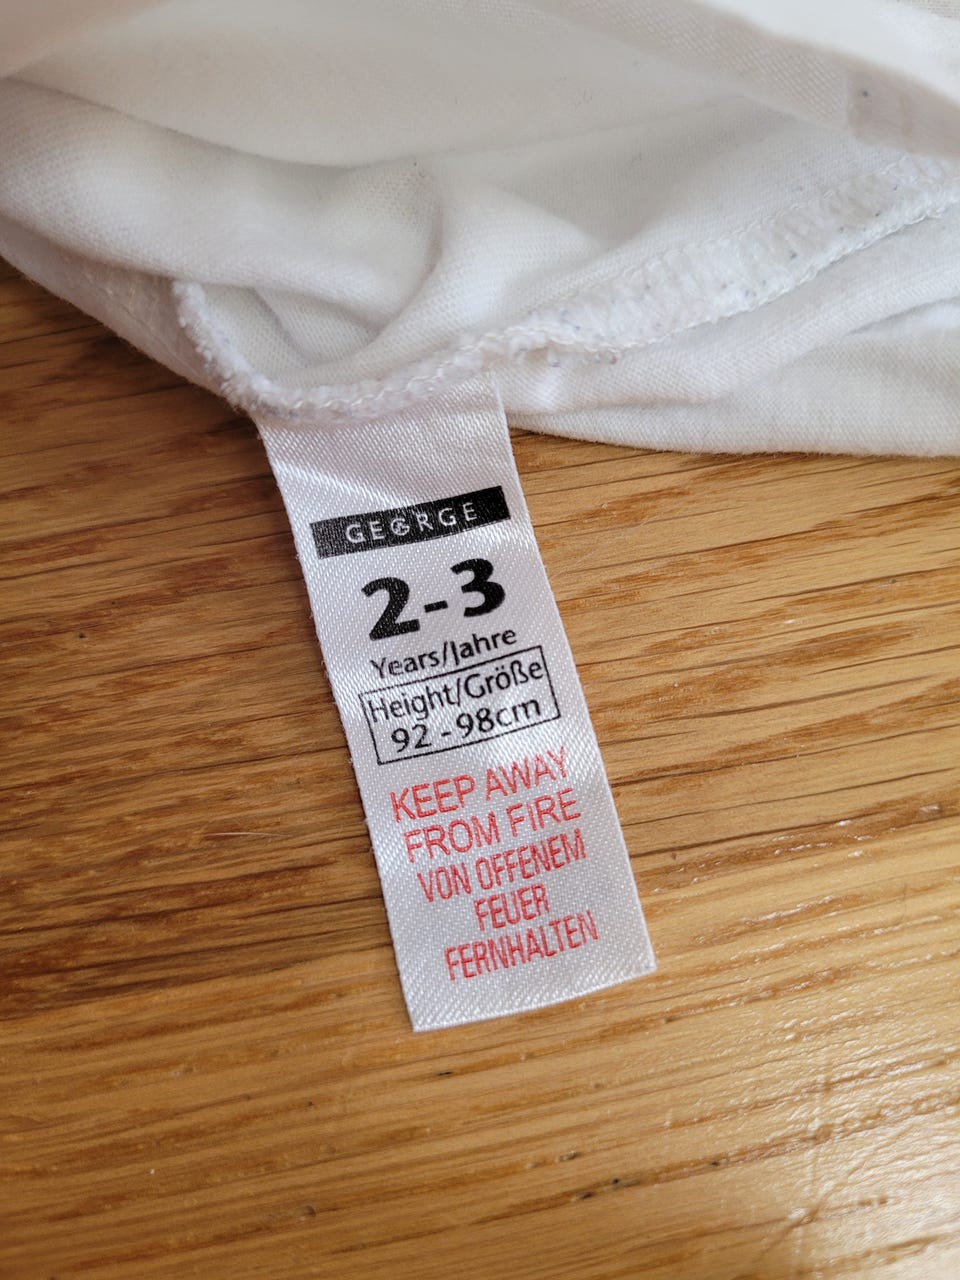 GEORGE
2-3
Years/Jahre
Height/Größe
92 -98cm
KEEP AWAY
FROM FIRE
VON OFFENEM
FEUER
FERNHALTEN